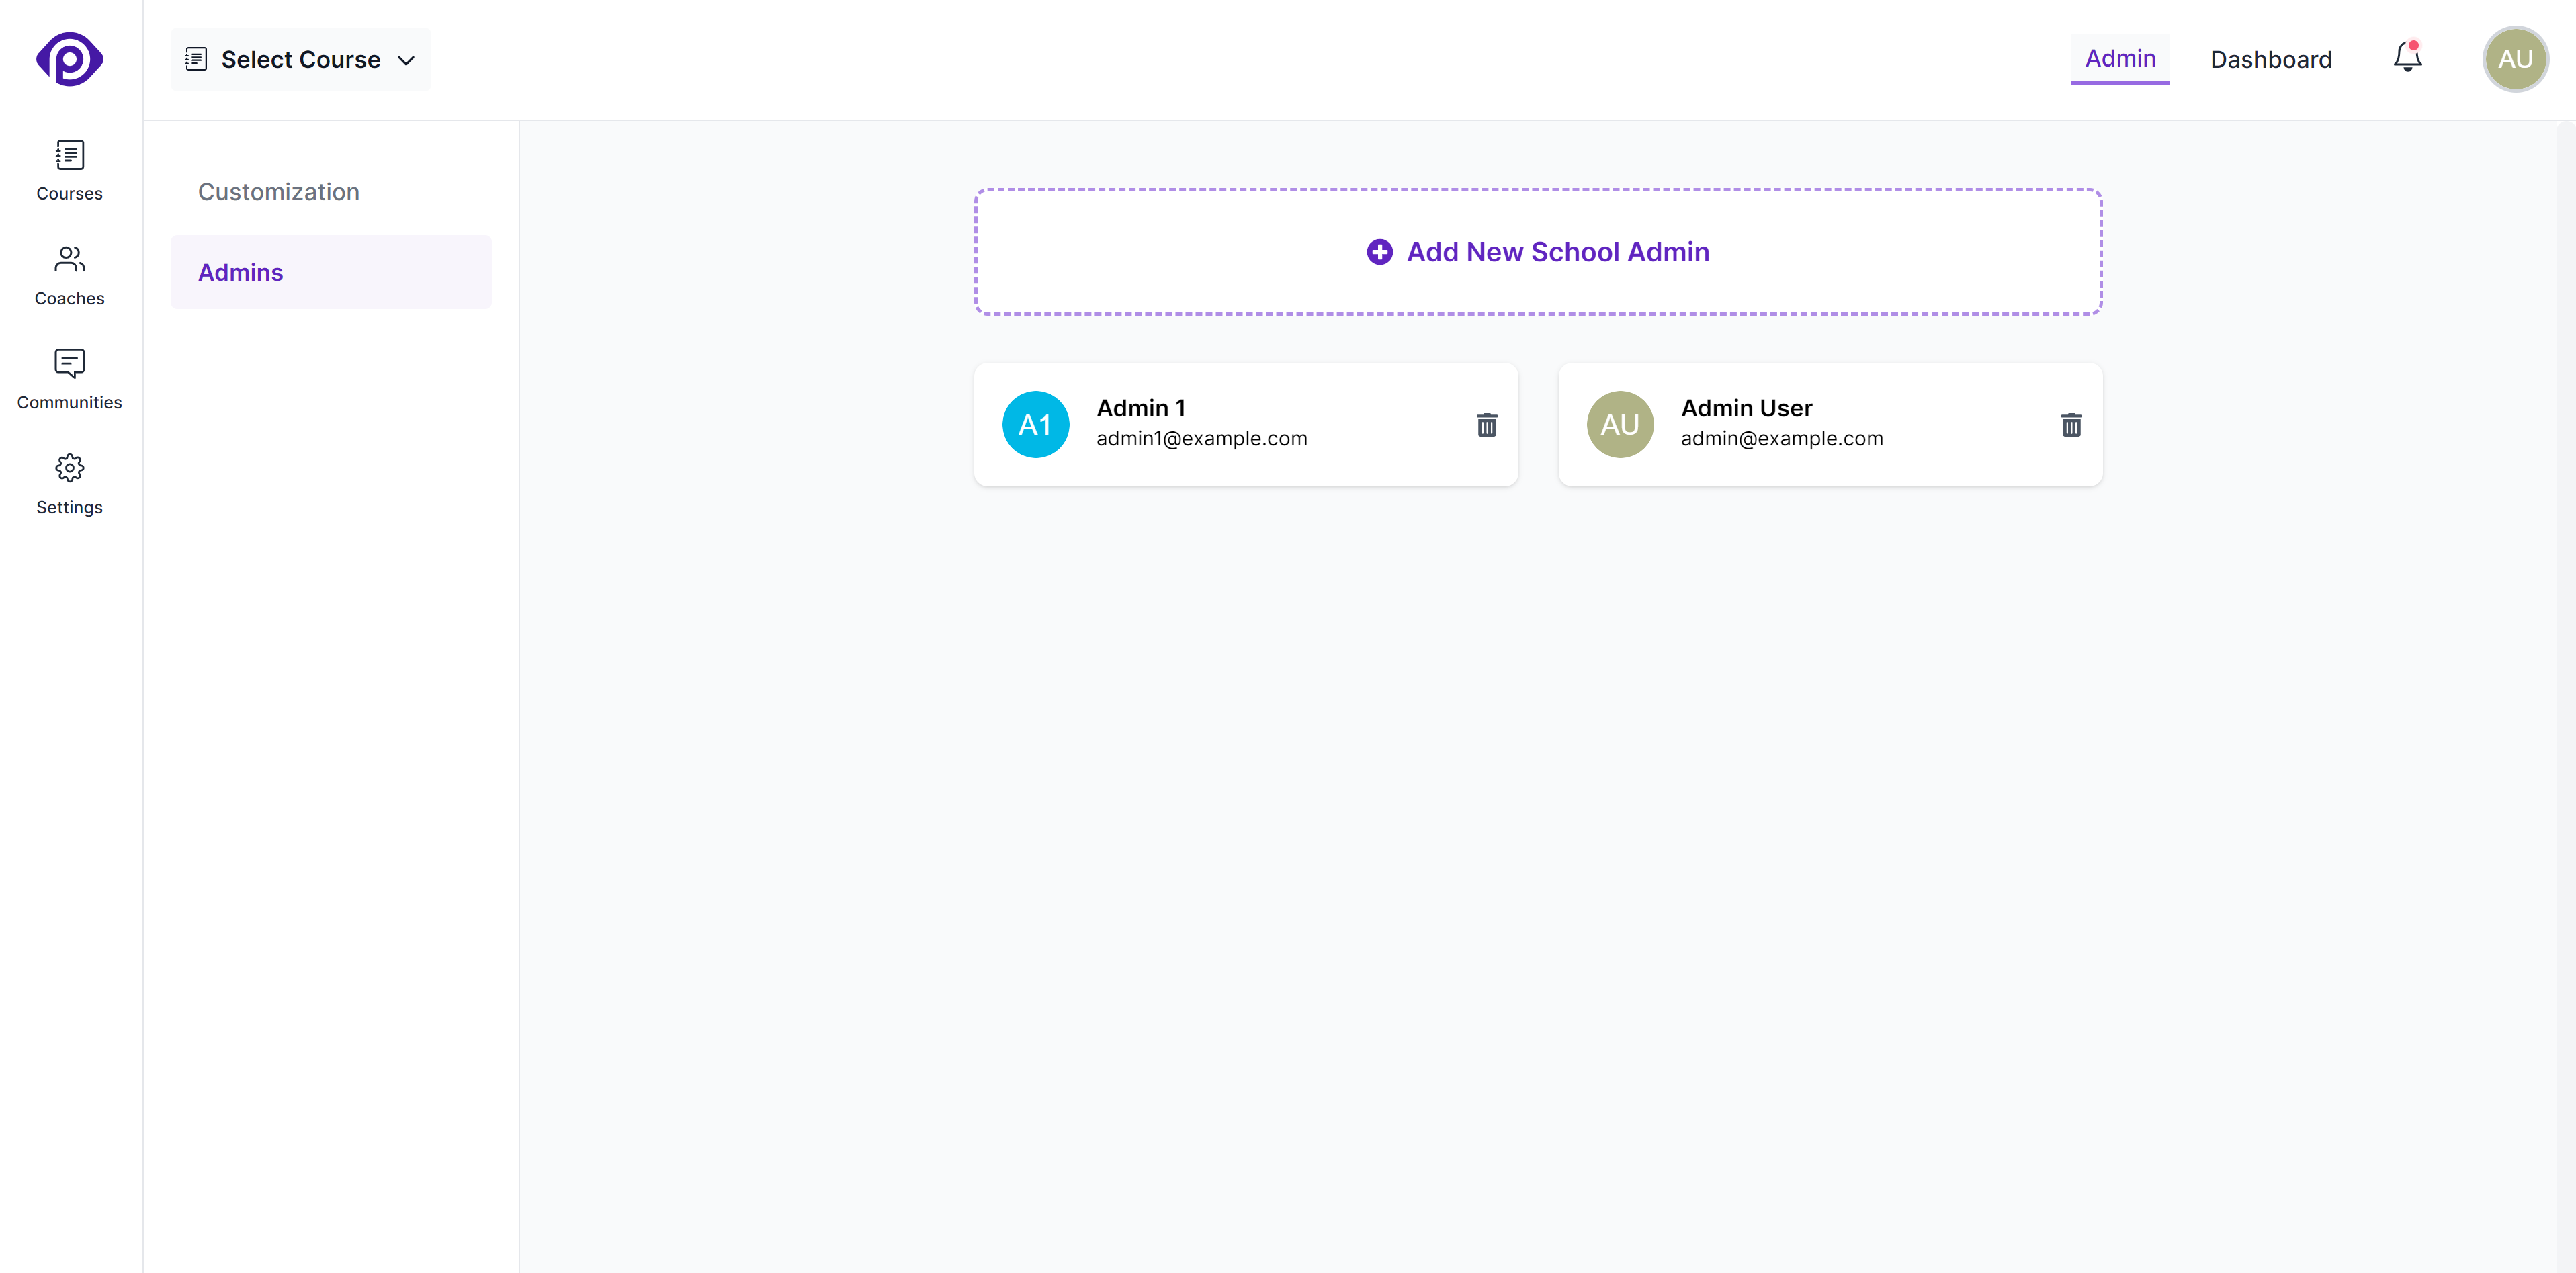 Select Course
Admin
Dashboard
AU
Courses
Coaches
Communities
Settings
Customization
Admins
Add New School Admin
A1
Admin 1
admin1@example.com
AU
Admin User
admin@example.com